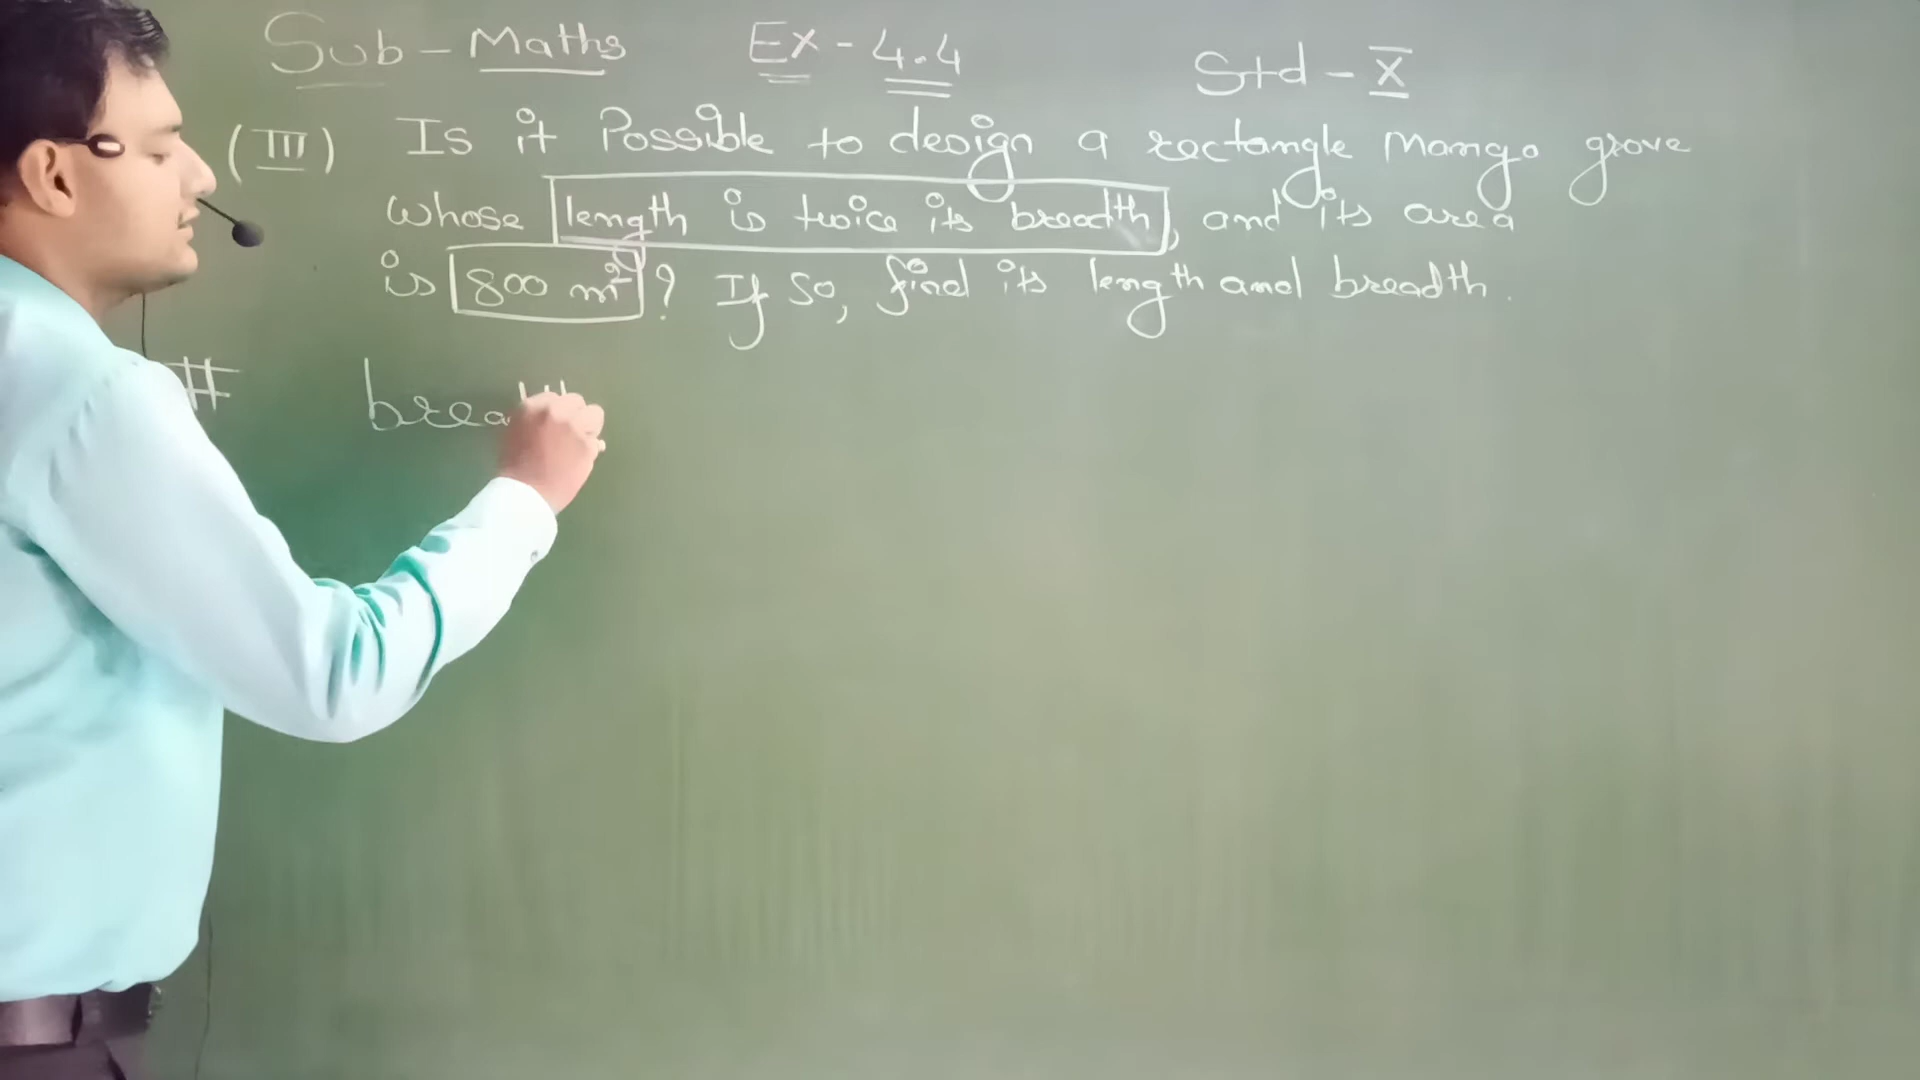 Sub - Maths Ex - 4.4 Std - X
(III) Is it Possible to design a rectangle Mango grove
whose length is twice its breadth, and its area
is 800 m²? If so, find its length and breadth.
# breadth